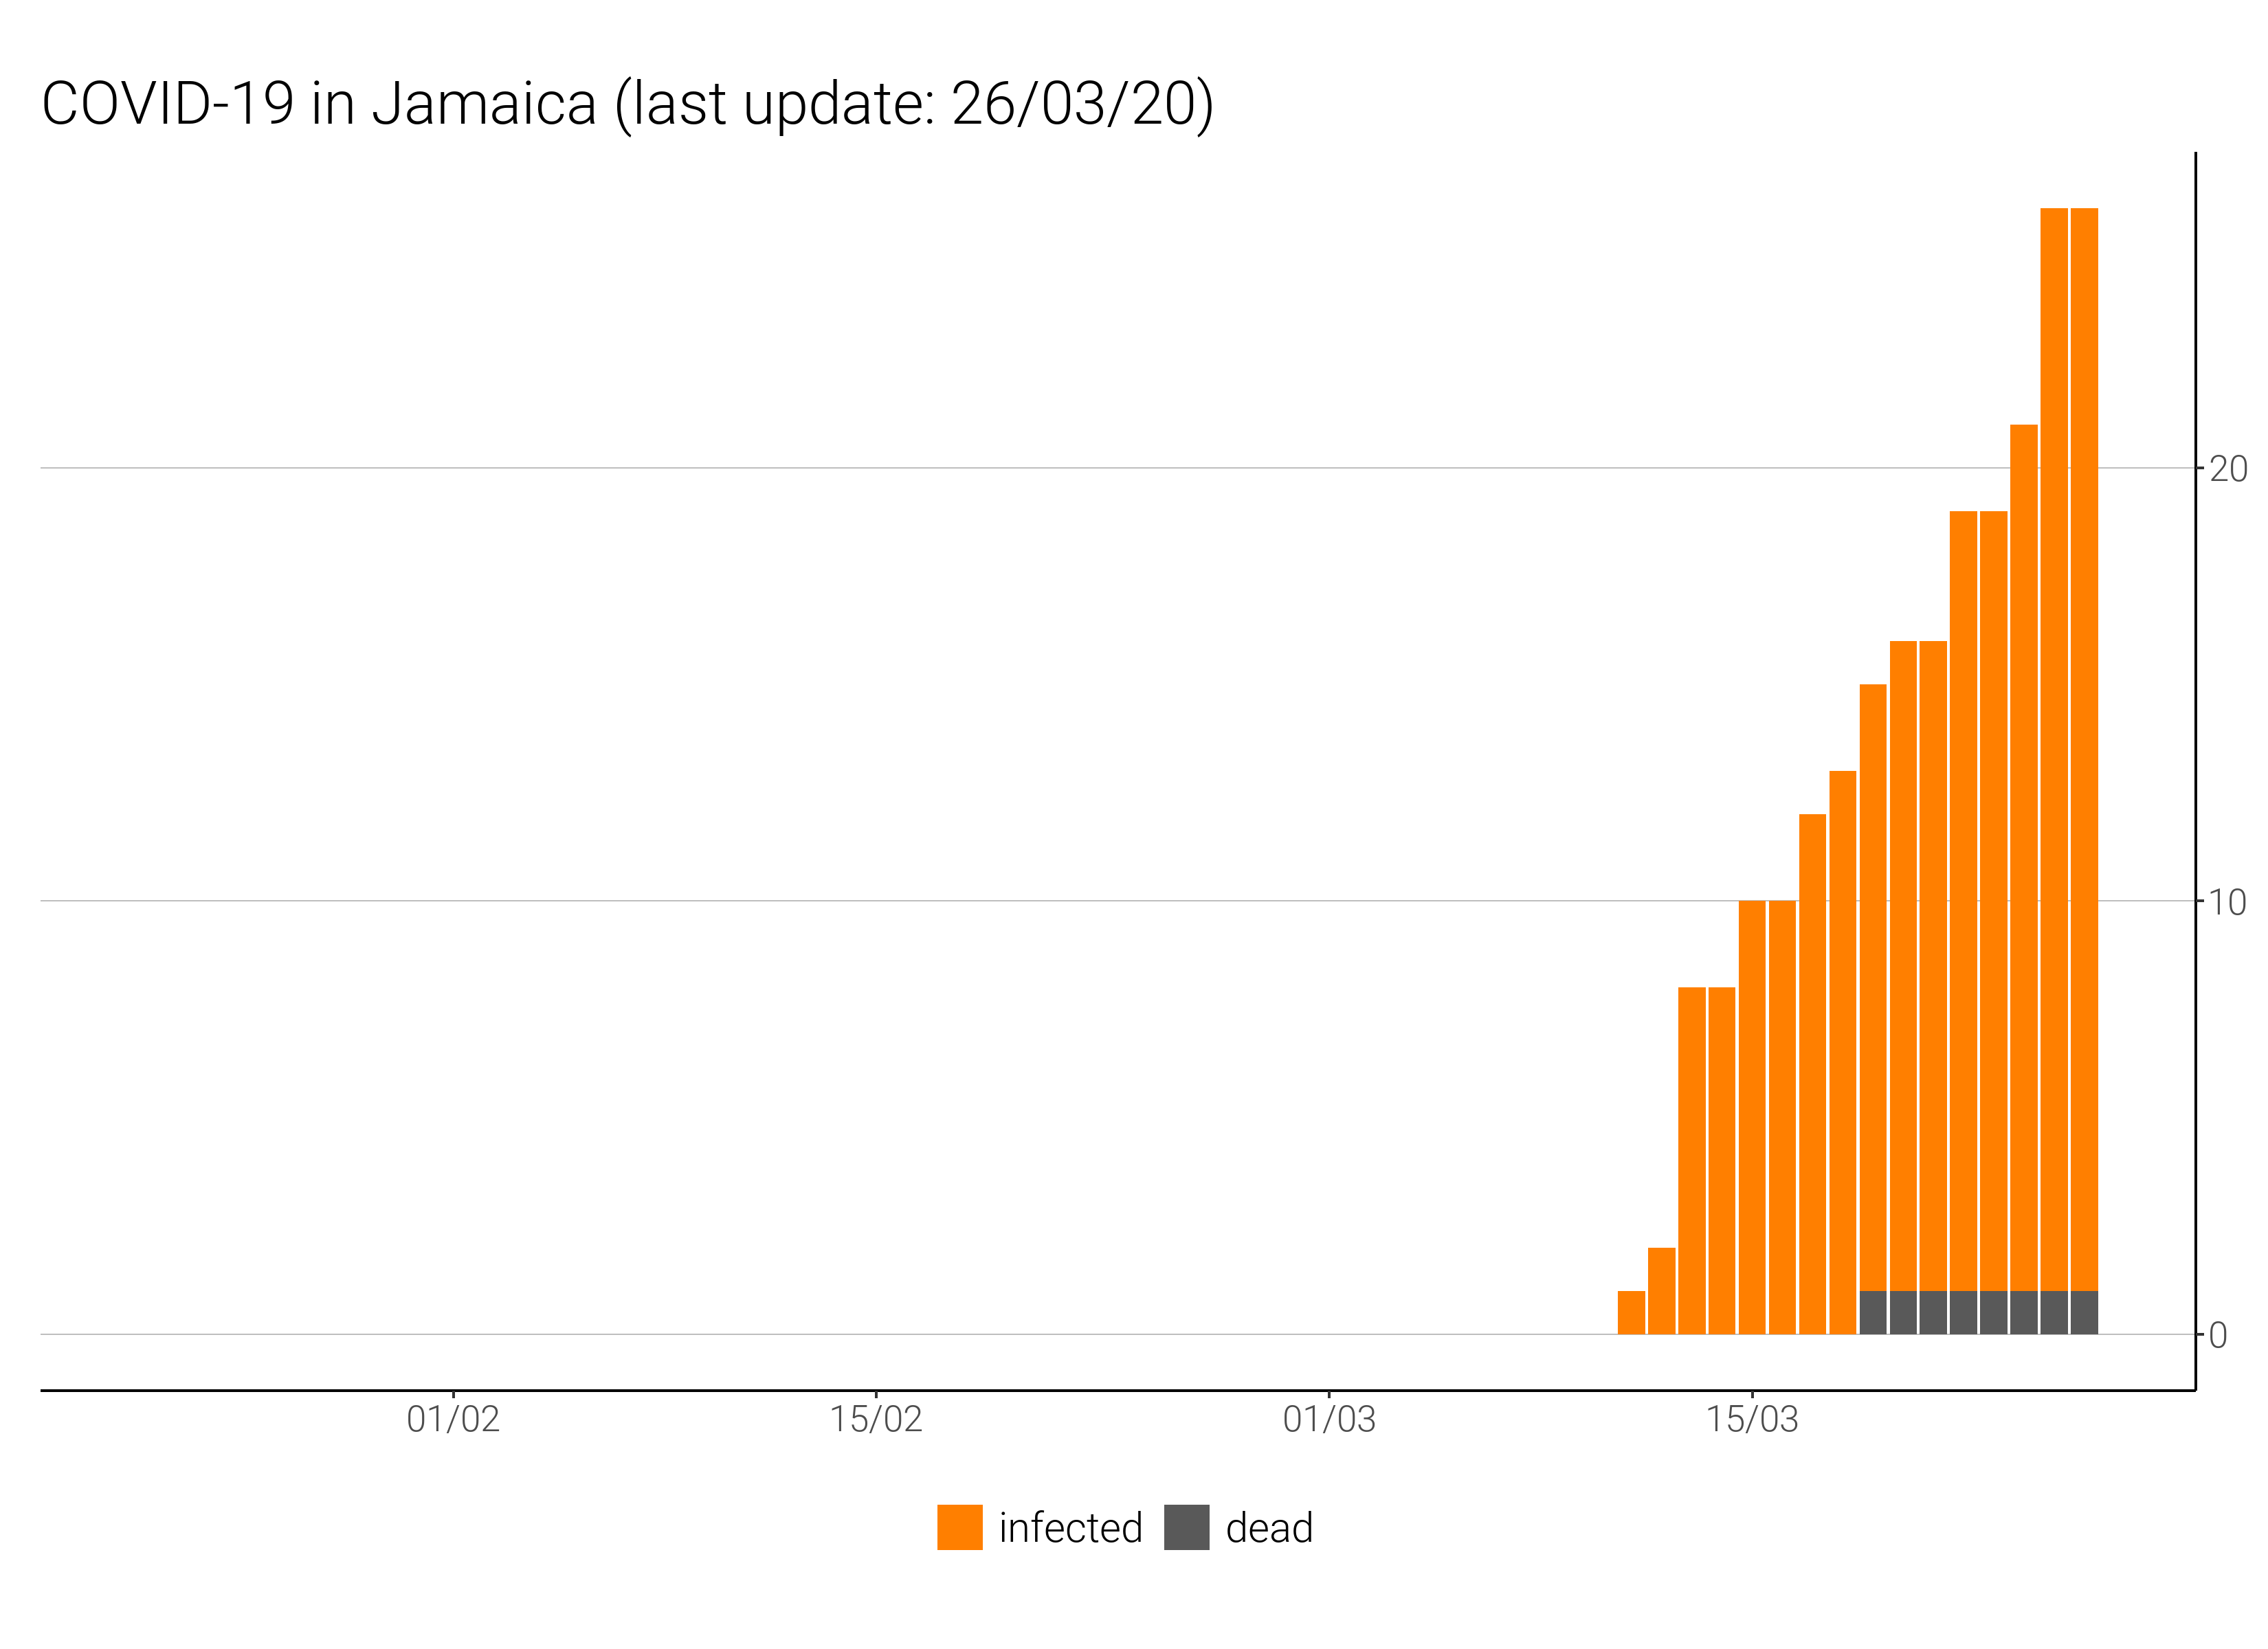 COVID-19 in Jamaica (last update: 26/03/20)
20
10
0
01/02 15/02 01/03 15/03
infected dead